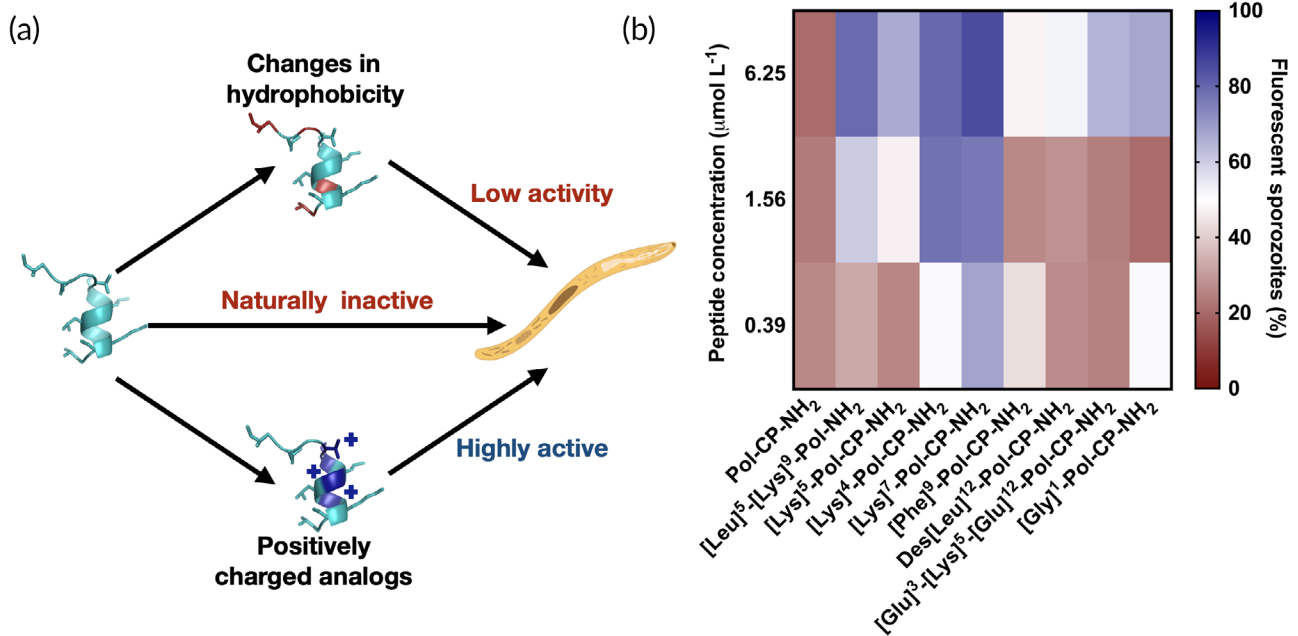 (a)
Changes in
hydrophobicity
Low activity
Naturally inactive
Highly active
Positively
charged analogs
+
+
+
(b)
Peptide concentration (μmol L⁻¹)
6.25
1.56
0.39
Pol-CP-NH₂
[Leu]⁵-[Lys]⁹-Pol-NH₂
[Lys]⁵-Pol-CP-NH₂
[Lys]⁴-Pol-CP-NH₂
[Lys]⁷-Pol-CP-NH₂
[Phe]⁹-Pol-CP-NH₂
Des[Leu]¹²-Pol-CP-NH₂
[Glu]³-[Lys]⁵-[Glu]¹²-Pol-CP-NH₂
[Gly]¹-Pol-CP-NH₂
100
80
60
40
20
0
Fluorescent sporozoites (%)